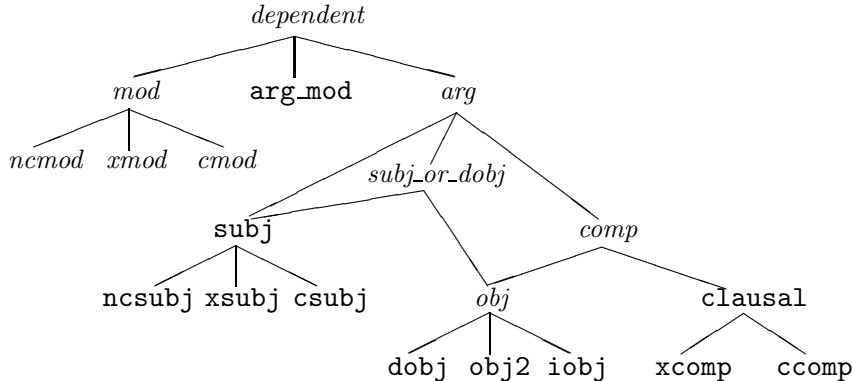 dependent
mod arg_mod arg
ncmod xmod cmod
subj_or_dobj
subj comp
ncsubj xsubj csubj obj clausal
dobj obj2 iobj xcomp ccomp